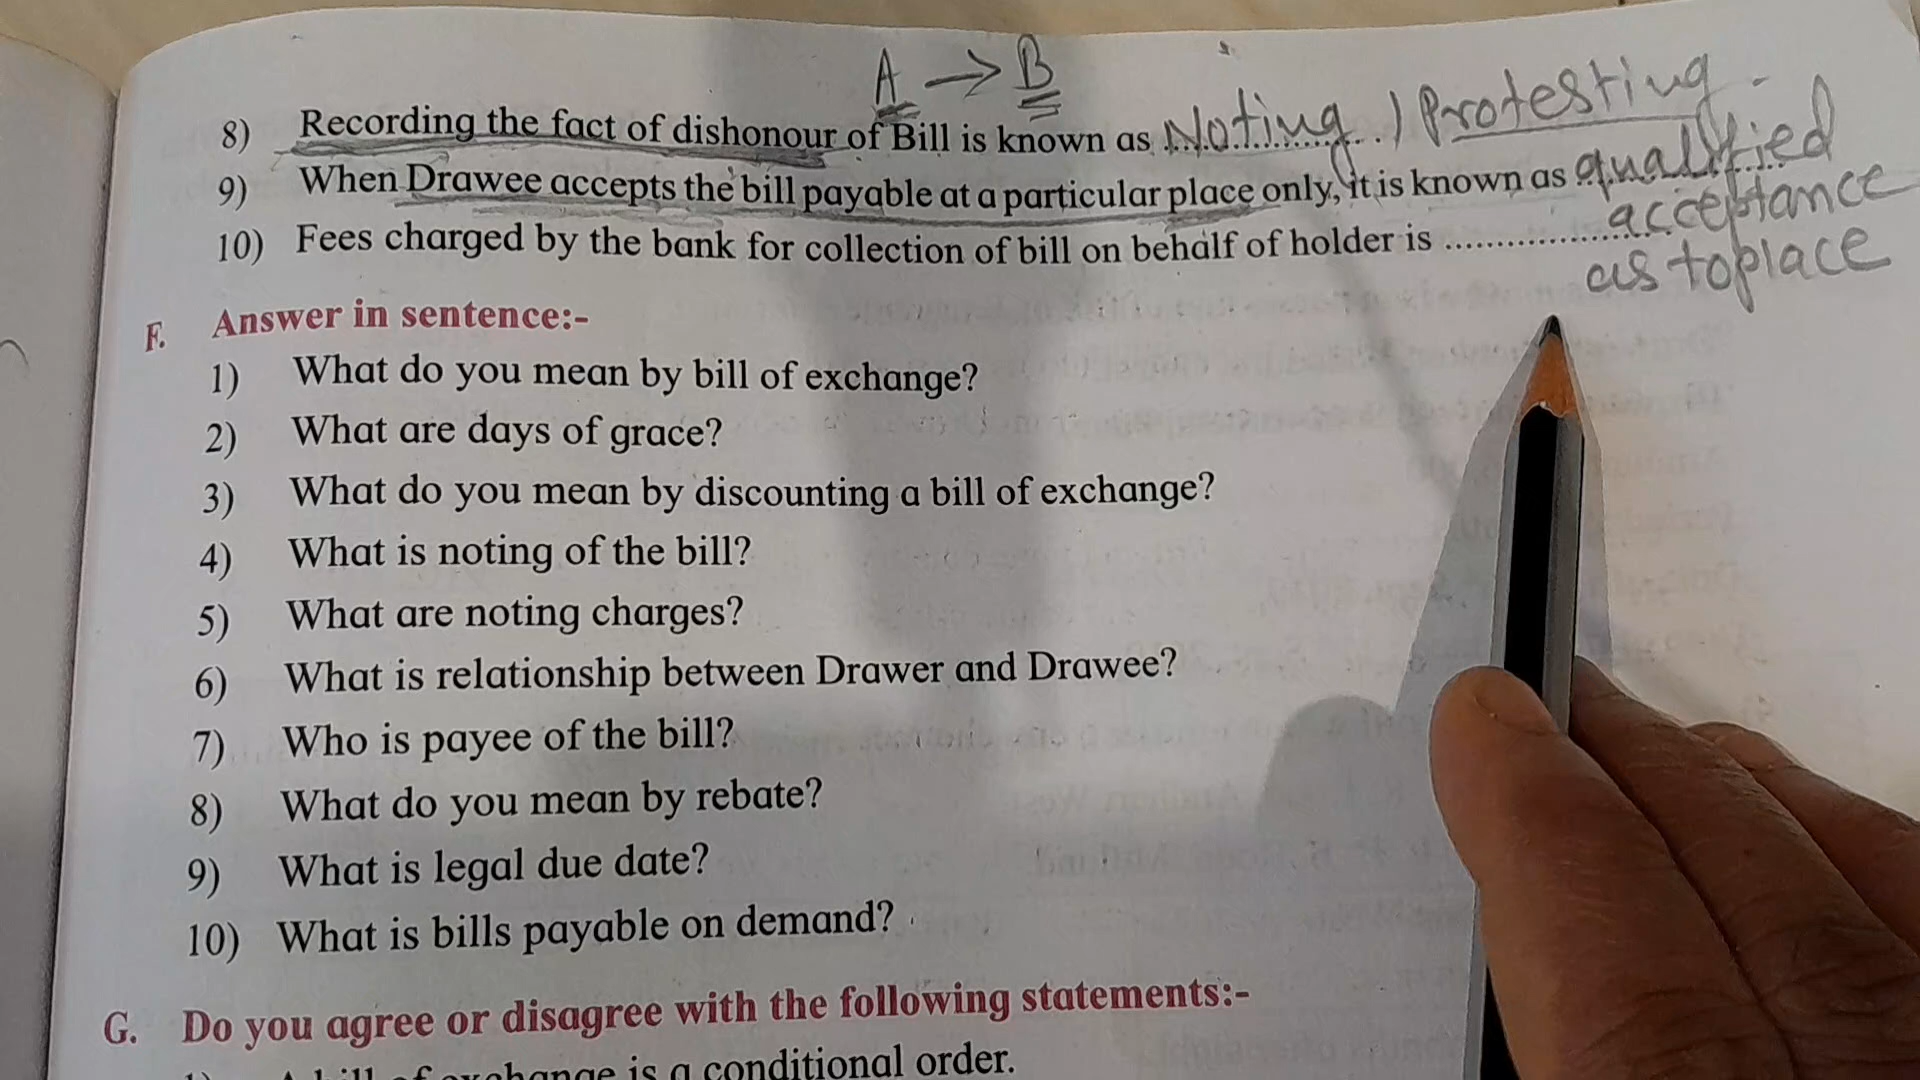 A → B
8) Recording the fact of dishonour of Bill is known as Noting. / Protesting -
9) When Drawee accepts the bill payable at a particular place only, it is known as qualified
acceptance
10) Fees charged by the bank for collection of bill on behalf of holder is ..................
as to place
F. Answer in sentence:-
1) What do you mean by bill of exchange?
2) What are days of grace?
3) What do you mean by discounting a bill of exchange?
4) What is noting of the bill?
5) What are noting charges?
6) What is relationship between Drawer and Drawee?
7) Who is payee of the bill?
8) What do you mean by rebate?
9) What is legal due date?
10) What is bills payable on demand?
G. Do you agree or disagree with the following statements:-
1) A bill of exchange is a conditional order.